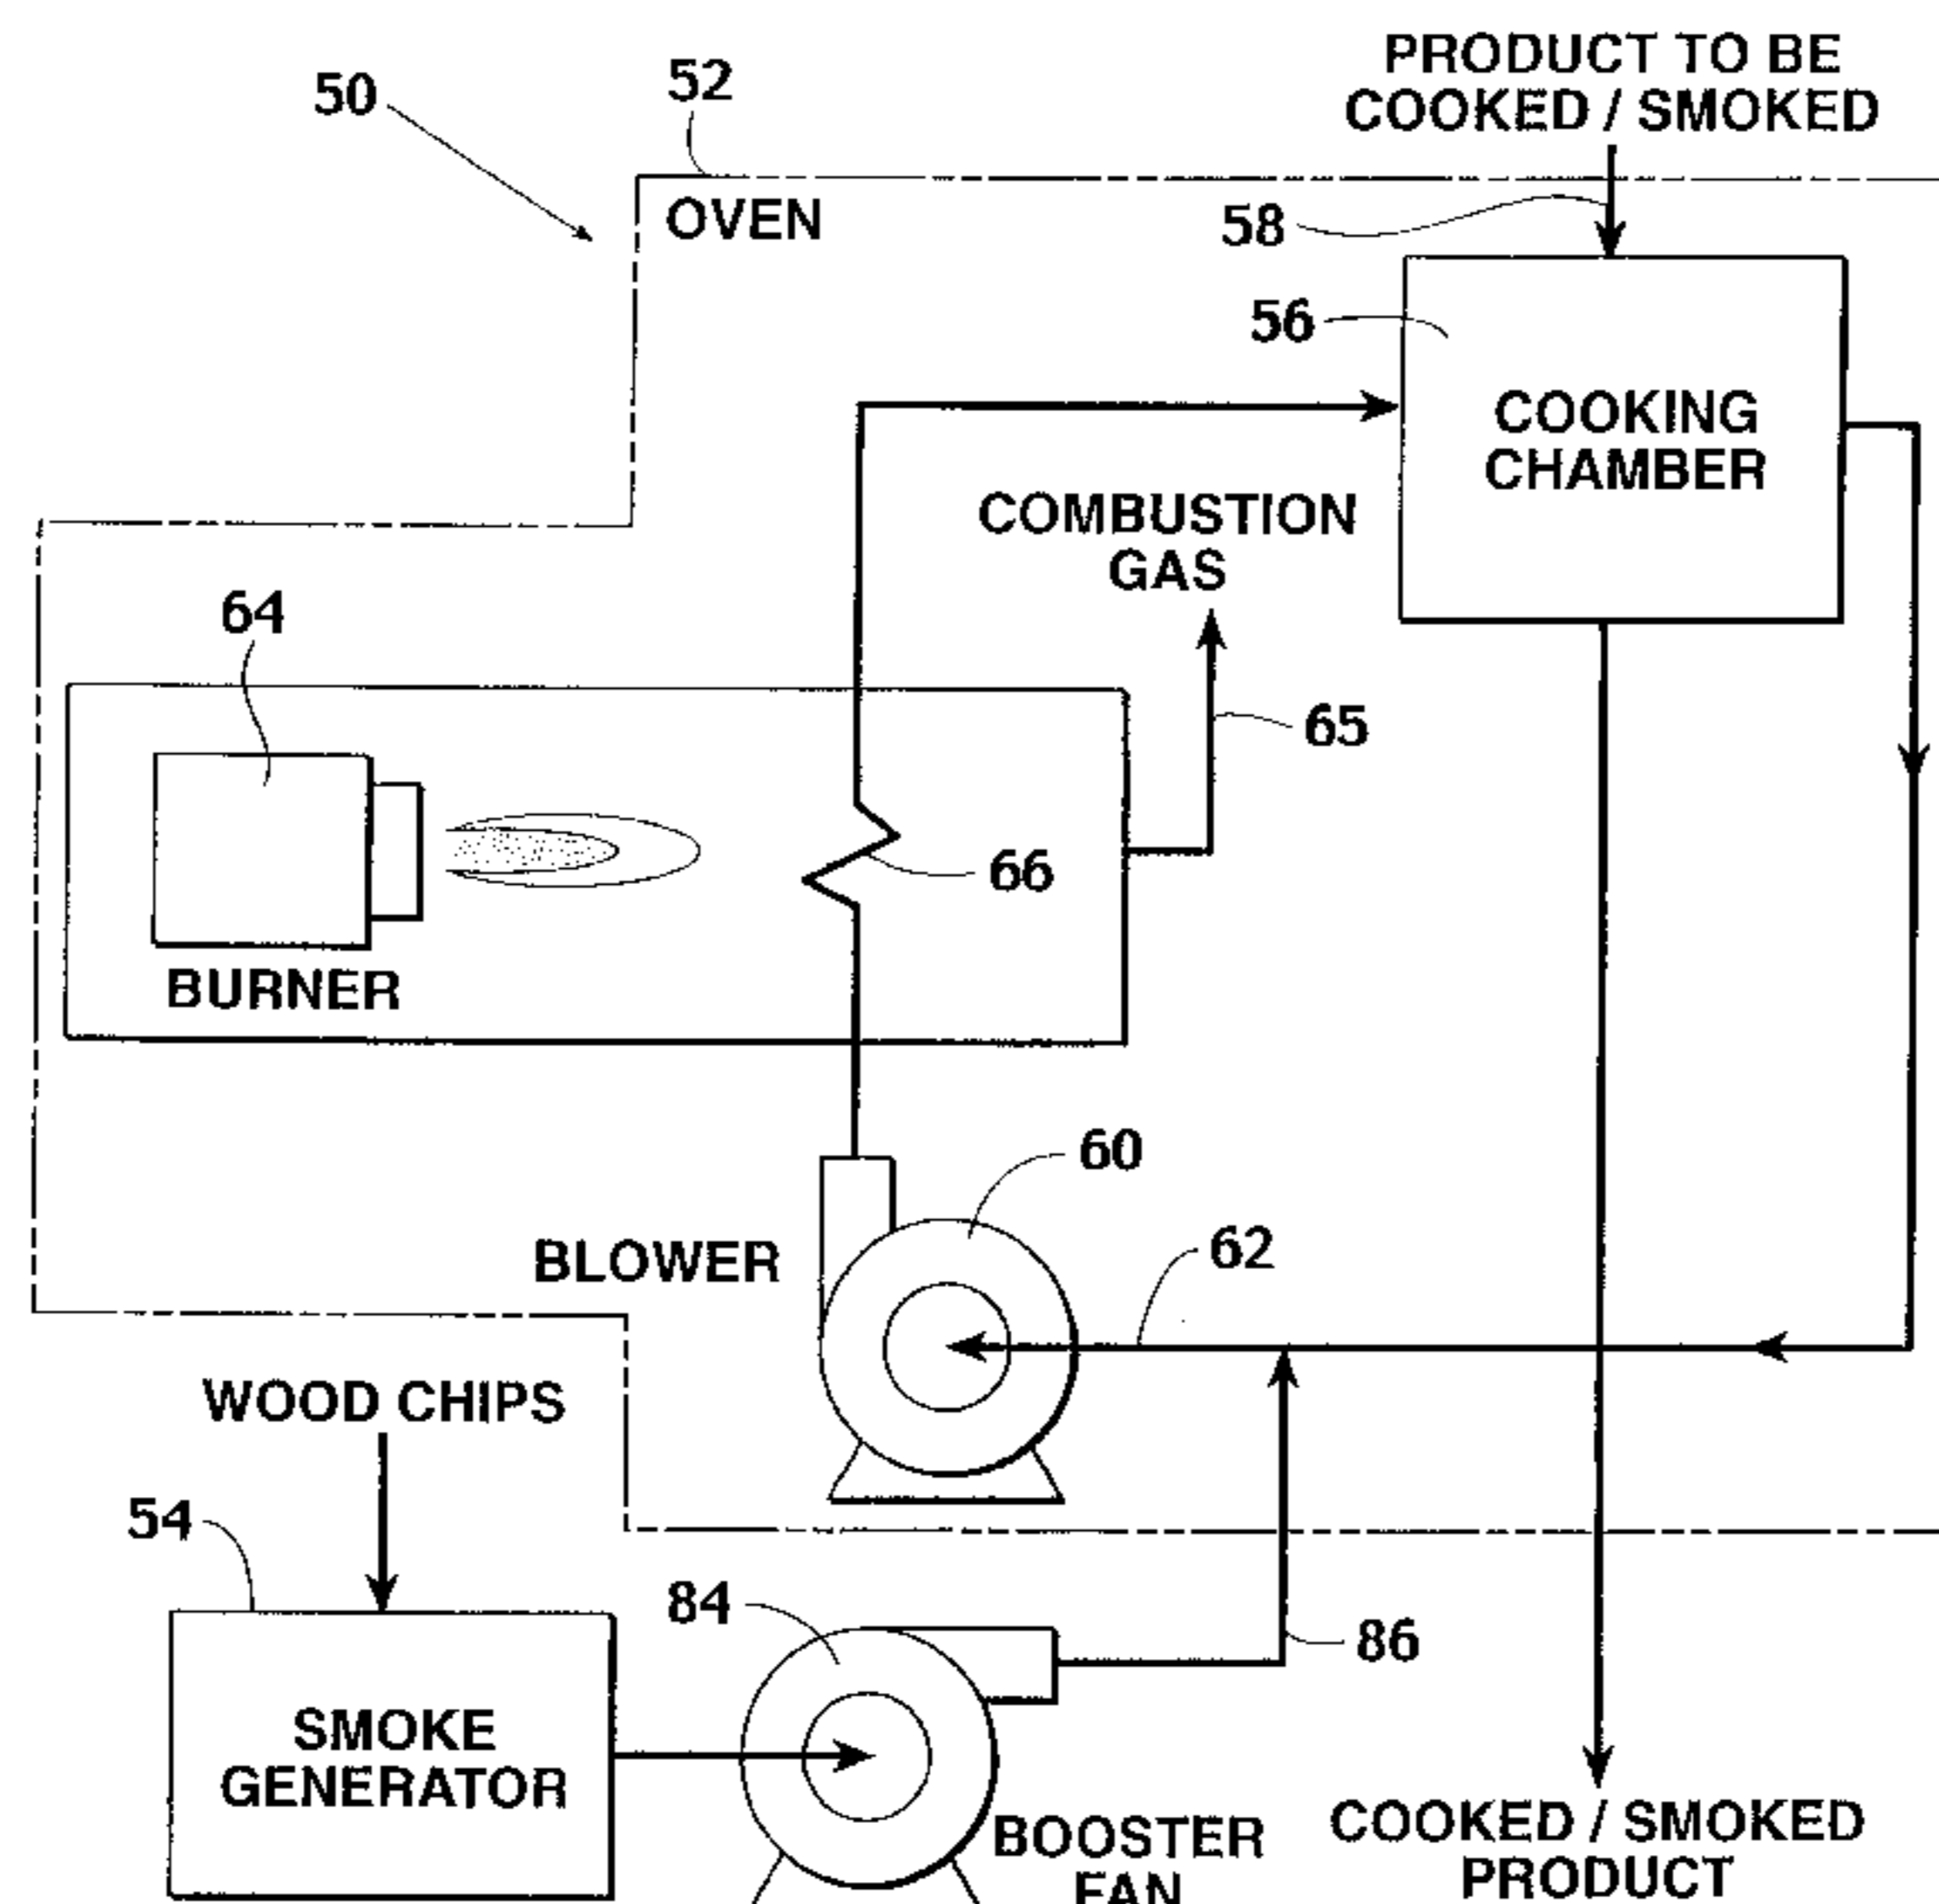 50
52
PRODUCT TO BE
COOKED / SMOKED
OVEN
58
56
COOKING
CHAMBER
COMBUSTION
GAS
64
65
66
BURNER
60
BLOWER
62
WOOD CHIPS
54
84
86
SMOKE
GENERATOR
BOOSTER
FAN
COOKED / SMOKED
PRODUCT